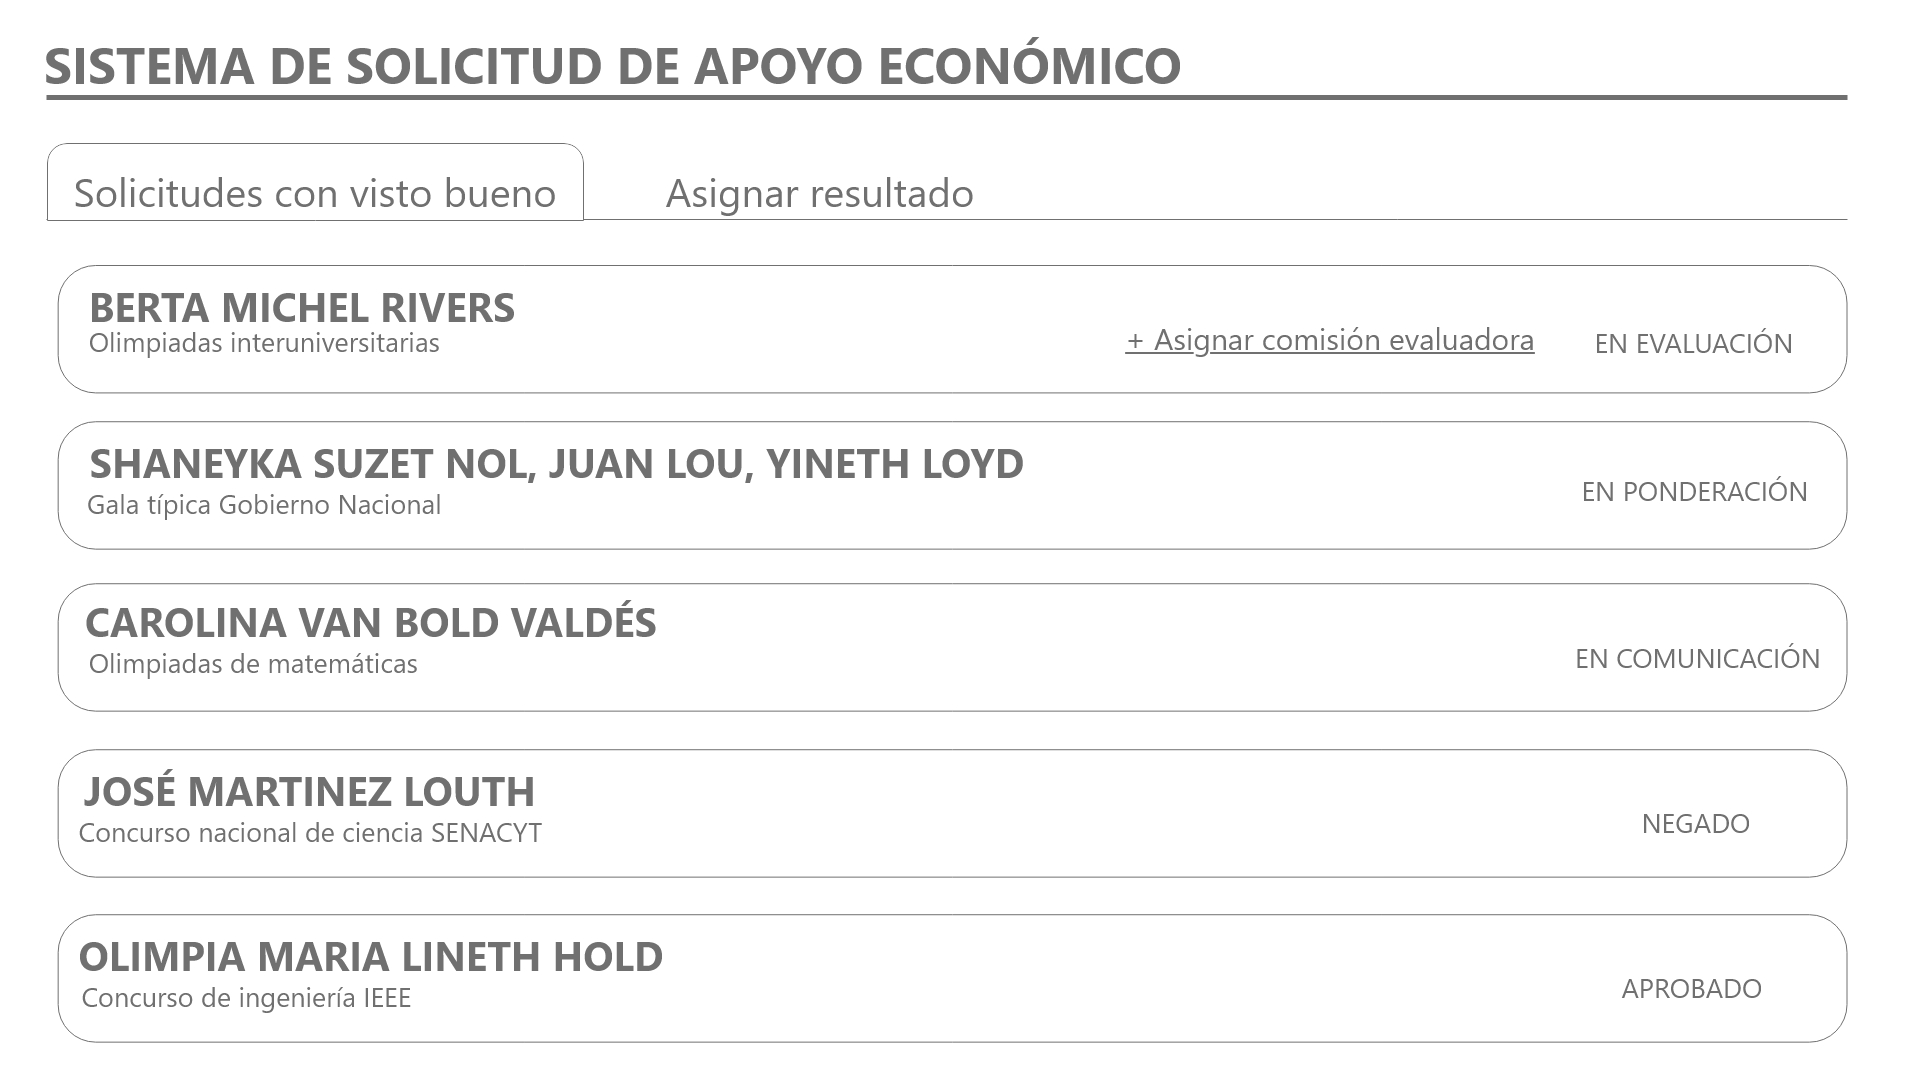 SISTEMA DE SOLICITUD DE APOYO ECONÓMICO
Solicitudes con visto bueno
Asignar resultado
BERTA MICHEL RIVERS
Olimpiadas interuniversitarias
+ Asignar comisión evaluadora
EN EVALUACIÓN
SHANEYKA SUZET NOL, JUAN LOU, YINETH LOYD
Gala típica Gobierno Nacional
EN PONDERACIÓN
CAROLINA VAN BOLD VALDÉS
Olimpiadas de matemáticas
EN COMUNICACIÓN
JOSÉ MARTINEZ LOUTH
Concurso nacional de ciencia SENACYT
NEGADO
OLIMPIA MARIA LINETH HOLD
Concurso de ingeniería IEEE
APROBADO